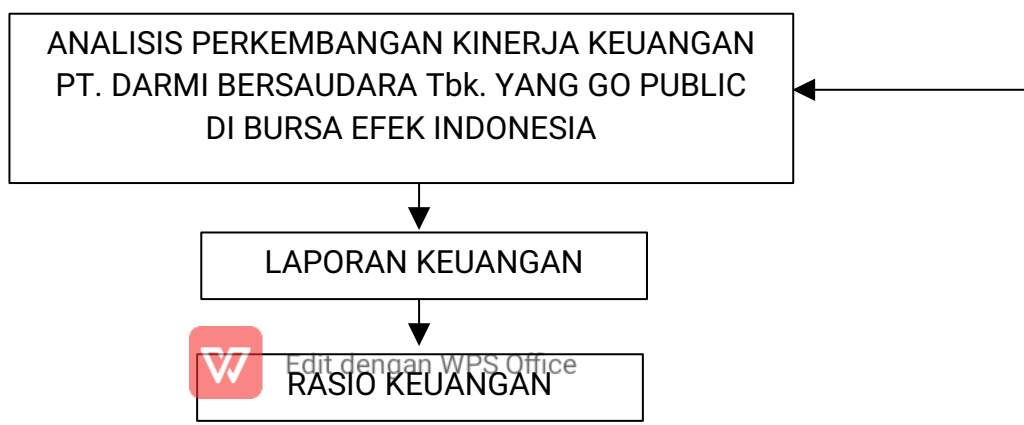 ANALISIS PERKEMBANGAN KINERJA KEUANGAN
PT. DARMI BERSAUDARA Tbk. YANG GO PUBLIC
DI BURSA EFEK INDONESIA
LAPORAN KEUANGAN
Edit dengan WPS Office
RASIO KEUANGAN